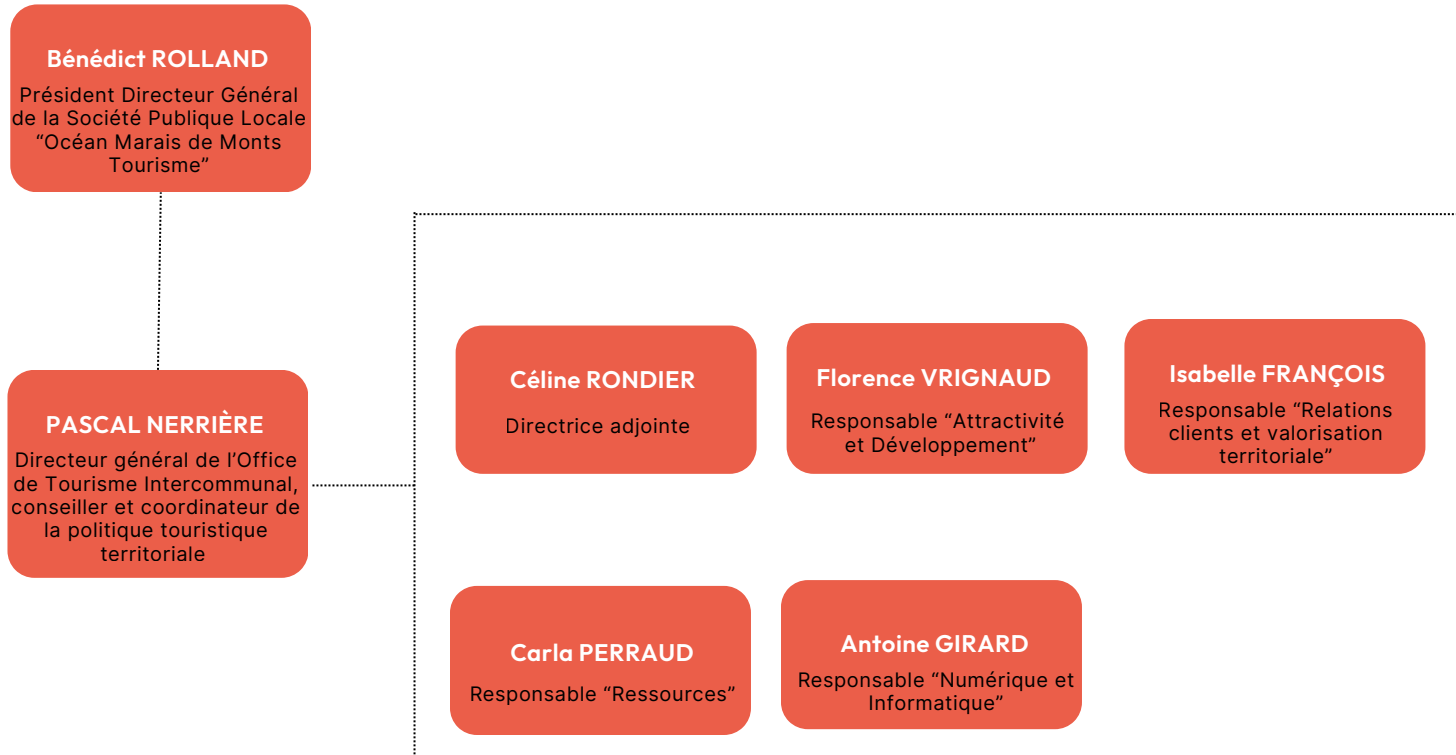 Bénédict ROLLAND
Président Directeur Général
de la Société Publique Locale
“Océan Marais de Monts
Tourisme”
PASCAL NERRIÈRE
Directeur général de l’Office
de Tourisme Intercommunal,
conseiller et coordinateur de
la politique touristique
territoriale
Céline RONDIER
Directrice adjointe
Florence VRIGNAUD
Responsable “Attractivité
et Développement”
Isabelle FRANÇOIS
Responsable “Relations
clients et valorisation
territoriale”
Carla PERRAUD
Responsable “Ressources”
Antoine GIRARD
Responsable “Numérique et
Informatique”